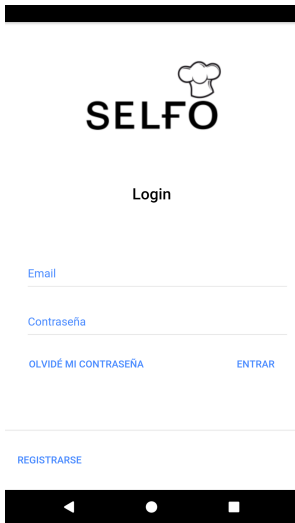 SELFO
Login
Email
Contraseña
OLVIDÉ MI CONTRASEÑA ENTRAR
REGISTRARSE